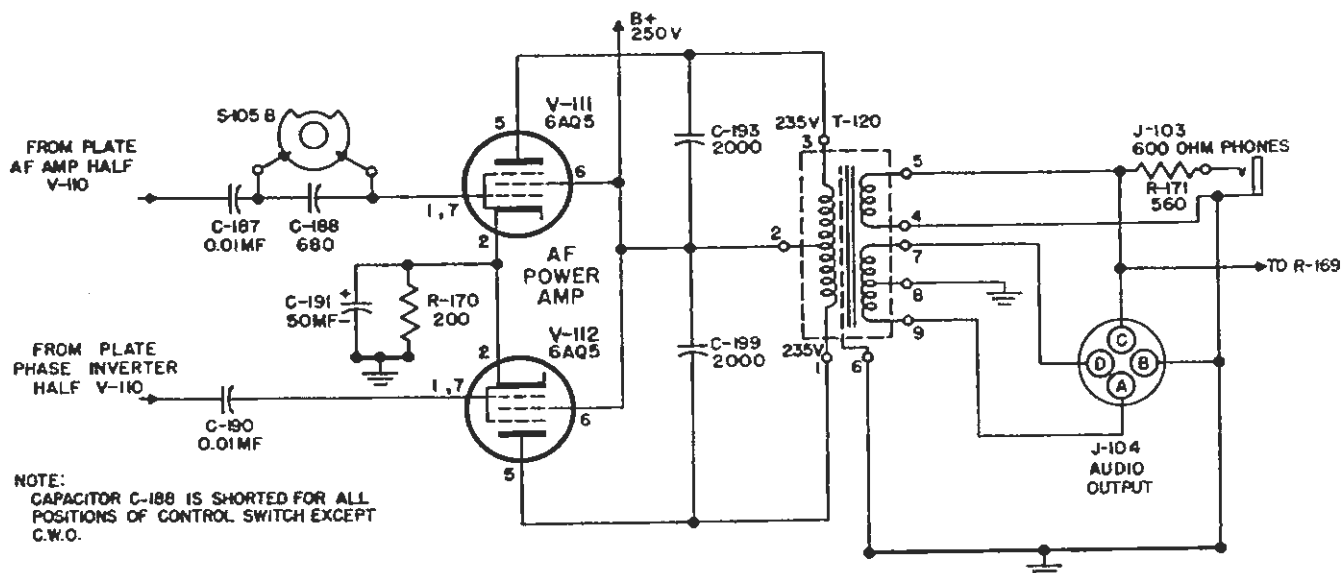 B+
250V
S-105B
V-111
6AQ5
FROM PLATE
AF AMP HALF
V-110
5
6
1,7
2
C-187
0.01MF
C-188
680
C-193
2000
235V
T-120
3
2
5
4
7
8
9
J-103
600 OHM PHONES
R-171
560
TO R-169
AF
POWER
AMP
C-191
50MF
+
-
R-170
200
V-112
6AQ5
2
1,7
6
5
C-199
2000
235V
1
6
FROM PLATE
PHASE INVERTER
HALF V-110
C-190
0.01MF
C
D
B
A
J-104
AUDIO
OUTPUT
NOTE:
CAPACITOR C-188 IS SHORTED FOR ALL
POSITIONS OF CONTROL SWITCH EXCEPT
C.W.O.